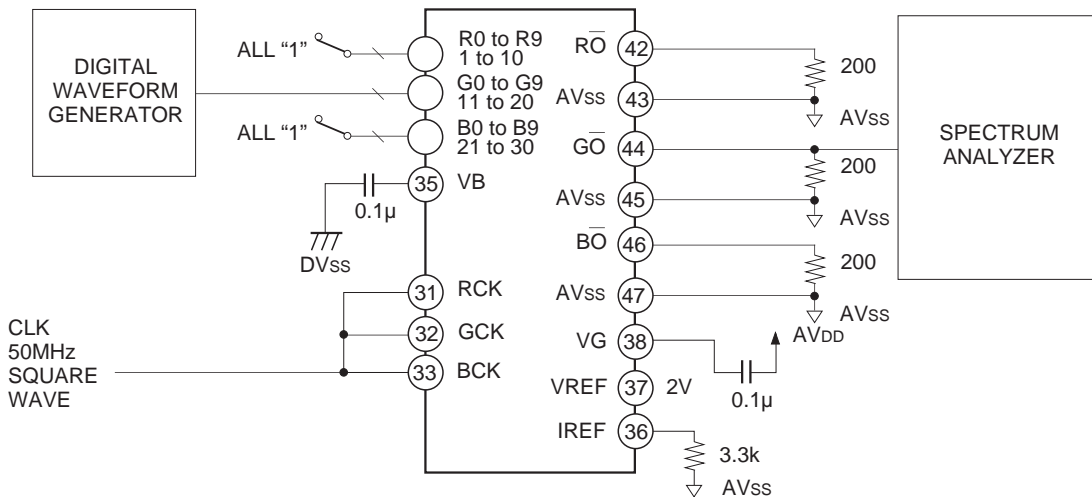 DIGITAL
WAVEFORM
GENERATOR
ALL “1”
R0 to R9
1 to 10
G0 to G9
11 to 20
ALL “1”
B0 to B9
21 to 30
35
VB
0.1µ
DVSS
31
RCK
32
GCK
33
BCK
CLK
50MHz
SQUARE
WAVE
RO
42
200
AVSS
43
AVSS
GO
44
200
AVSS
45
AVSS
BO
46
200
AVSS
47
AVSS
VG
38
AVDD
0.1µ
VREF
37
2V
IREF
36
3.3k
AVSS
SPECTRUM
ANALYZER